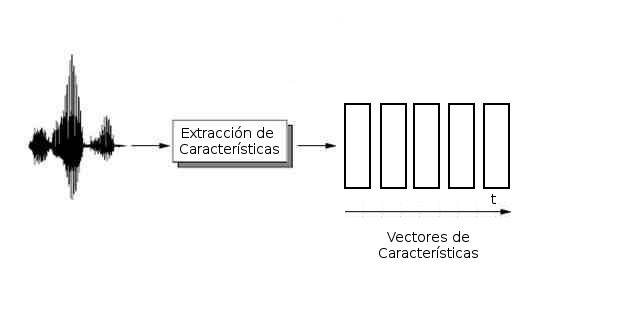 Extracción de
Características
t
Vectores de
Características